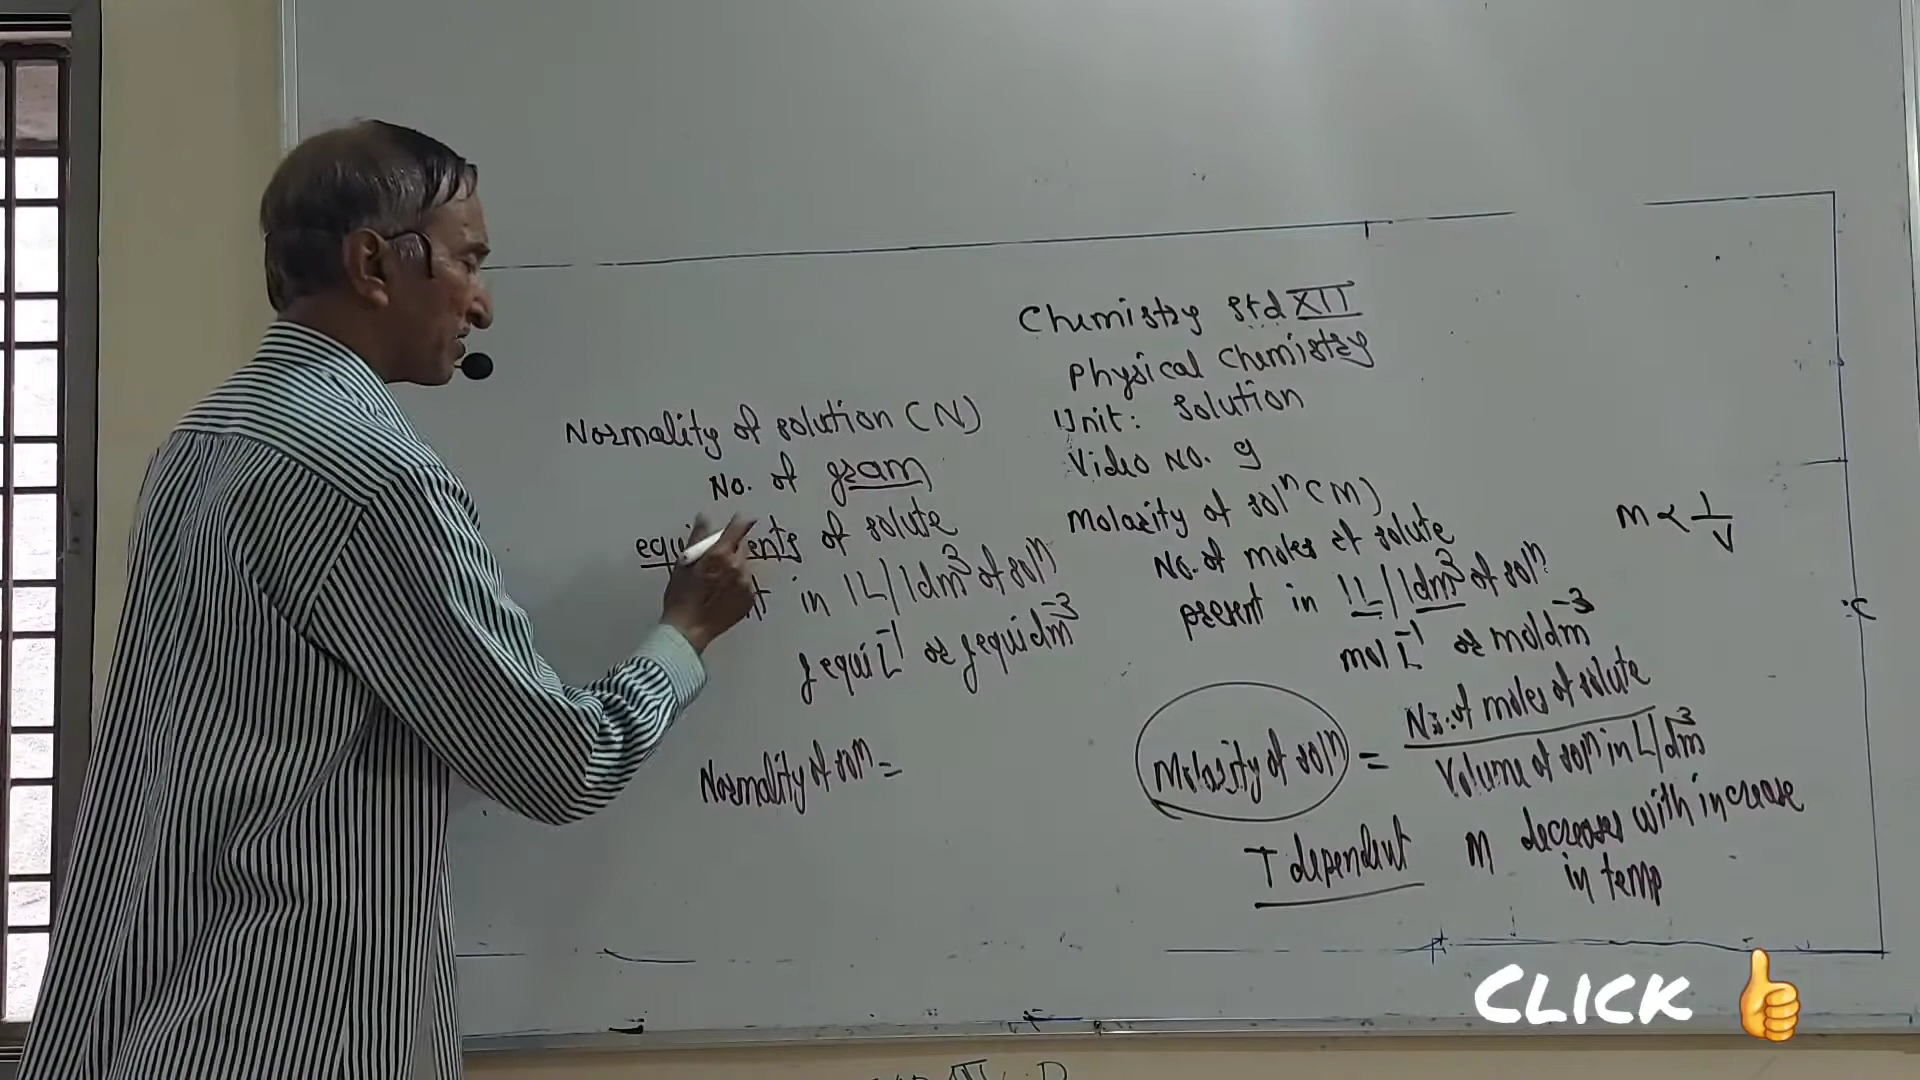 Chemistry std XII
Physical Chemistry
Unit: Solution
Video No. 9
Normality of solution (N)
No. of gram
of solute
in 1L/1dm³ of solⁿ
g equi L⁻¹ or g equi dm⁻³
Normality of solⁿ =
Molarity of solⁿ (M)
No. of moles of solute
present in 1L/1dm³ of solⁿ
mol L⁻¹ or mol dm⁻³
Molarity of solⁿ = No. of moles of solute
Volume of solⁿ in L/dm³
T dependent M decreases with increase
in temp
M ∝ 1/V
°C
CLICK